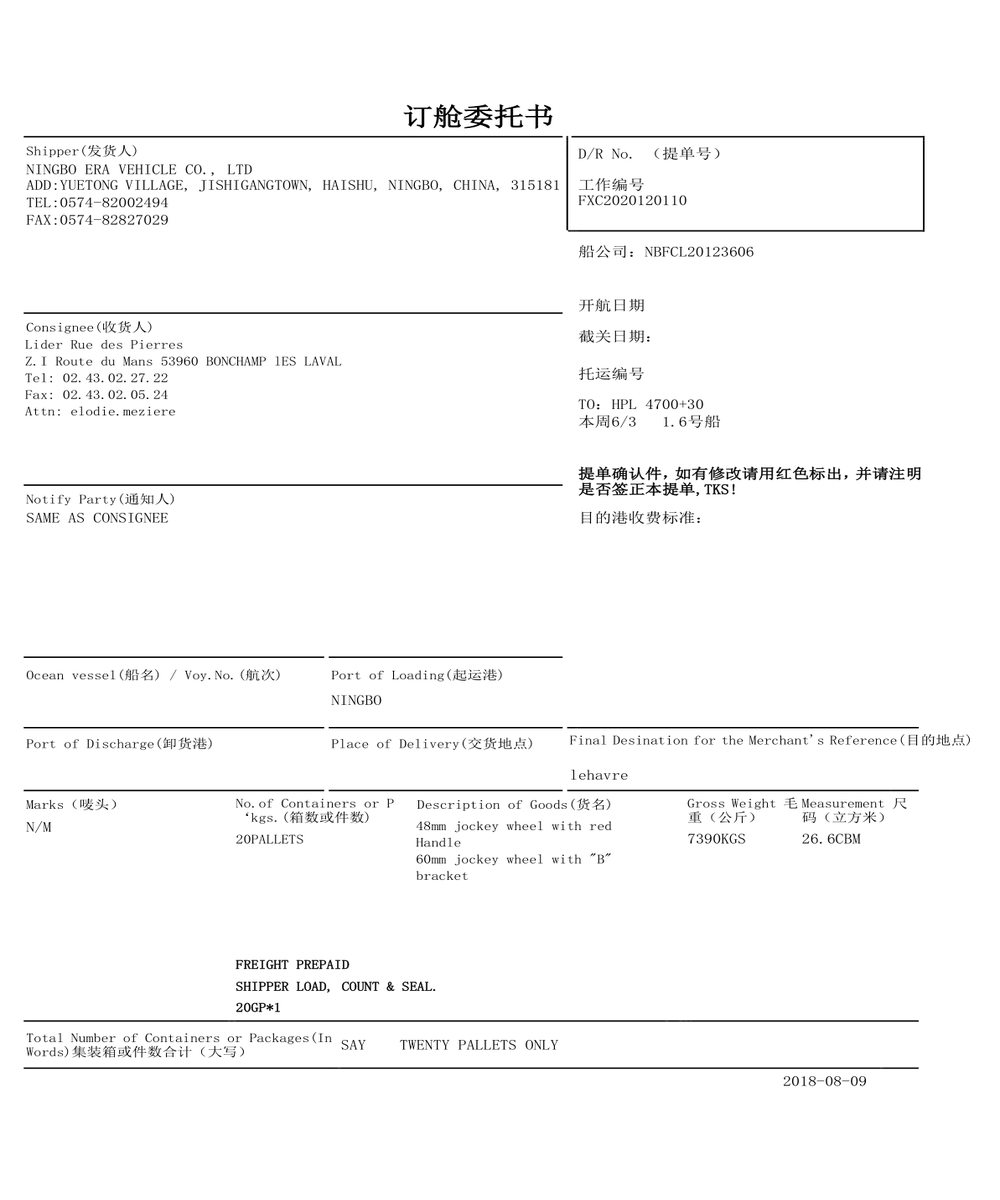 订舱委托书
Shipper(发货人)
NINGBO ERA VEHICLE CO., LTD
ADD:YUETONG VILLAGE, JISHIGANGTOWN, HAISHU, NINGBO, CHINA, 315181
TEL:0574-82002494
FAX:0574-82827029
D/R No. （提单号）
工作编号
FXC2020120110
船公司：NBFCL20123606
开航日期
截关日期：
托运编号
TO：HPL 4700+30
本周6/3 1.6号船
提单确认件，如有修改请用红色标出，并请注明
是否签正本提单,TKS!
目的港收费标准：
Consignee(收货人)
Lider Rue des Pierres
Z.I Route du Mans 53960 BONCHAMP lES LAVAL
Tel: 02.43.02.27.22
Fax: 02.43.02.05.24
Attn: elodie.meziere
Notify Party(通知人)
SAME AS CONSIGNEE
Ocean vessel(船名) / Voy.No.(航次)
Port of Loading(起运港)
NINGBO
Port of Discharge(卸货港)
Place of Delivery(交货地点)
Final Desination for the Merchant's Reference(目的地点)
lehavre
Marks（唛头）
N/M
No.of Containers or P
‘kgs.(箱数或件数)
20PALLETS
Description of Goods(货名)
48mm jockey wheel with red
Handle
60mm jockey wheel with "B"
bracket
Gross Weight 毛
重（公斤）
7390KGS
Measurement 尺
码（立方米）
26.6CBM
FREIGHT PREPAID
SHIPPER LOAD, COUNT & SEAL.
20GP*1
Total Number of Containers or Packages(In
Words)集装箱或件数合计（大写）
SAY TWENTY PALLETS ONLY
2018-08-09